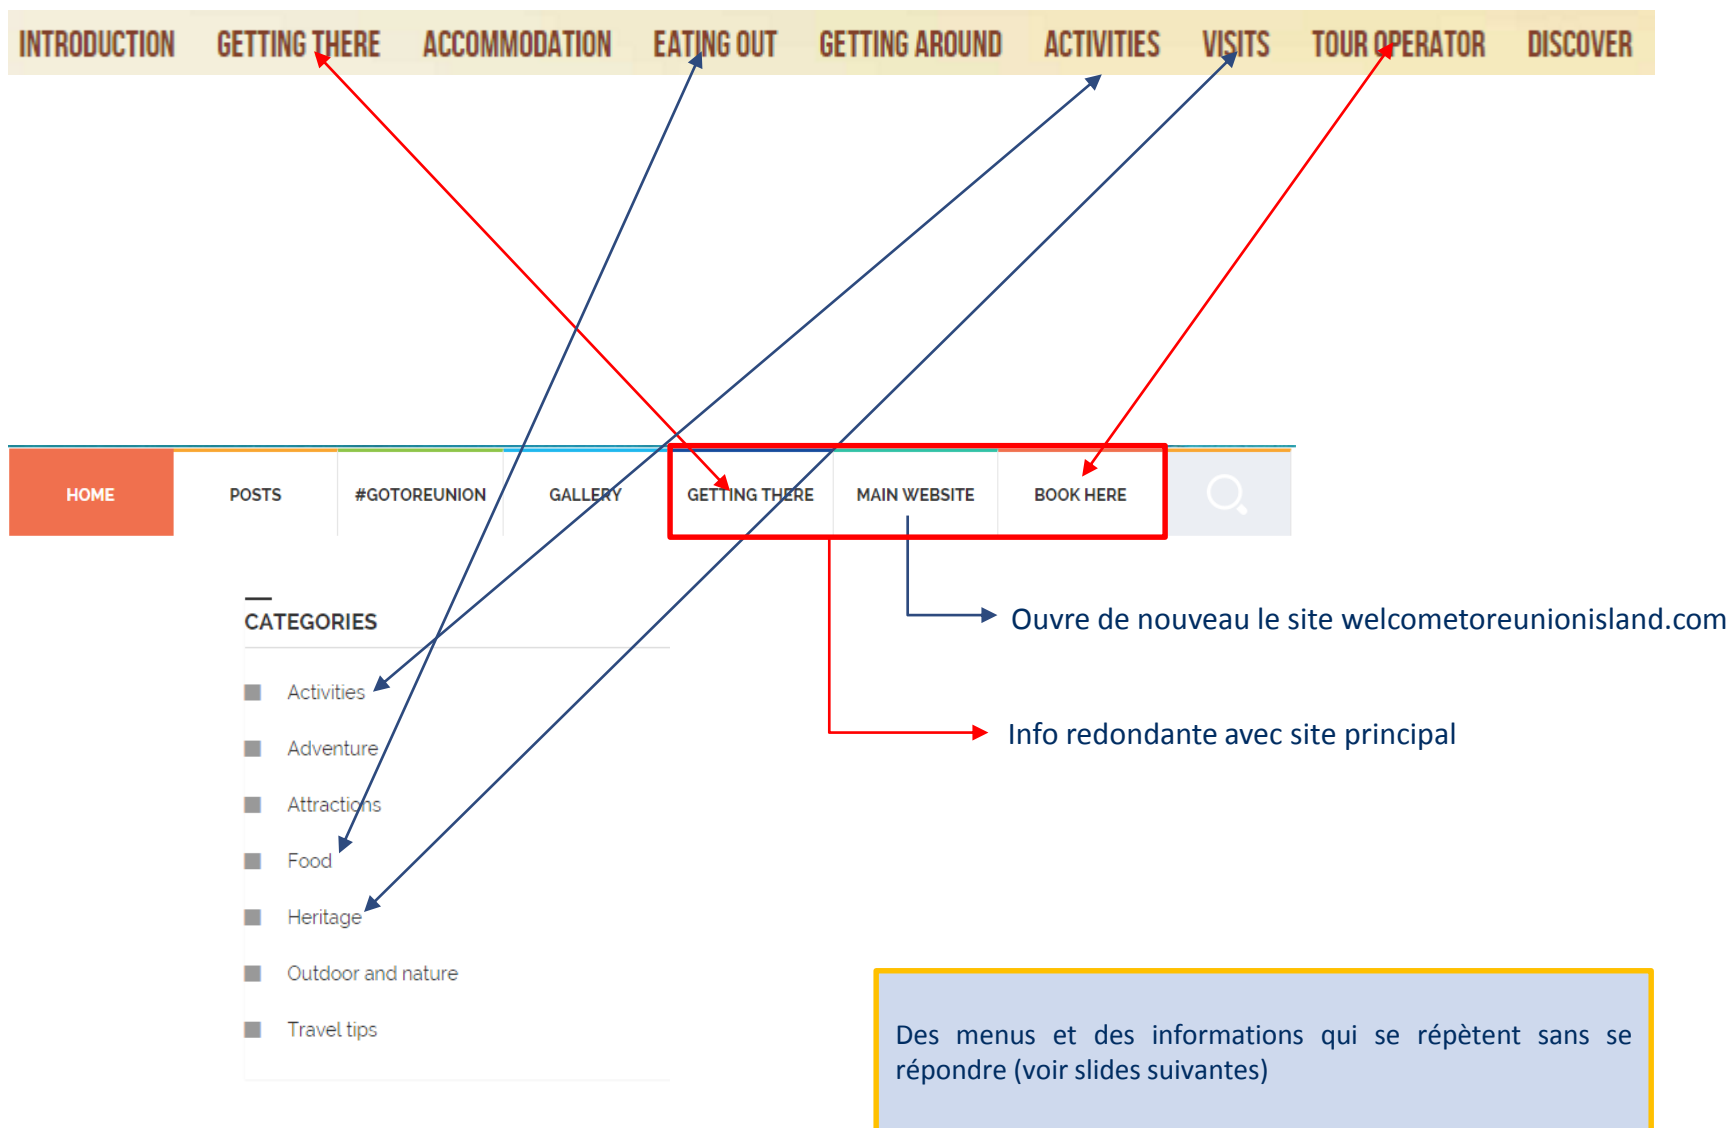 INTRODUCTION GETTING THERE ACCOMMODATION EATING OUT GETTING AROUND ACTIVITIES VISITS TOUR OPERATOR DISCOVER
HOME POSTS #GOTOREUNION GALLERY GETTING THERE MAIN WEBSITE BOOK HERE
CATEGORIES
Activities
Adventure
Attractions
Food
Heritage
Outdoor and nature
Travel tips
Ouvre de nouveau le site welcometoreunionisland.com
Info redondante avec site principal
Des menus et des informations qui se répètent sans se
répondre (voir slides suivantes)